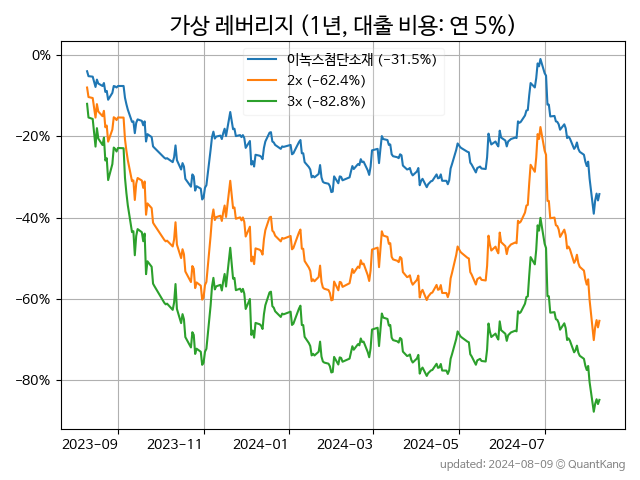 가상 레버리지 (1년, 대출 비용: 연 5%)
이녹스첨단소재 (−31.5%)
2x (−62.4%)
3x (−82.8%)
0%
−20%
−40%
−60%
−80%
2023-09 2023-11 2024-01 2024-03 2024-05 2024-07
updated: 2024-08-09 © QuantKang